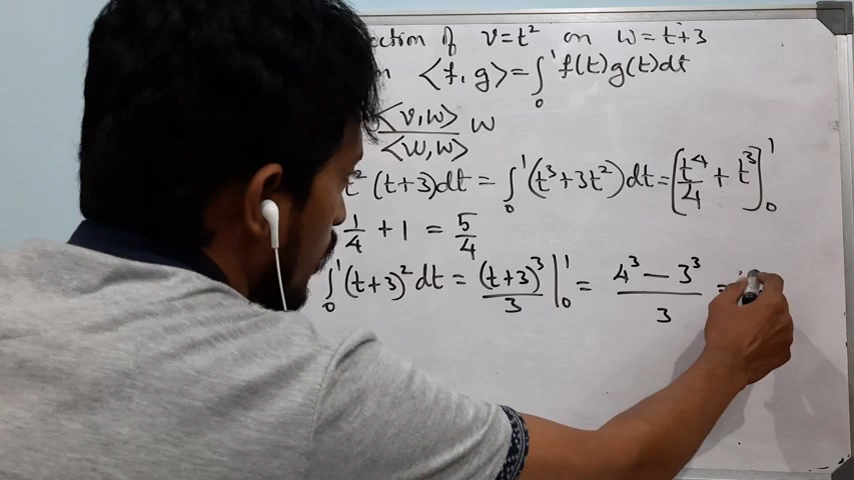 of v=t² on w=t+3
<f,g>=∫₀¹f(t)g(t)dt
<v,w>/<w,w> w
t²(t+3)dt=∫₀¹(t³+3t²)dt=[t⁴/4+t³]₀¹
1/4+1=5/4
∫₀¹(t+3)²dt=(t+3)³/3|₀¹=4³-3³/3=